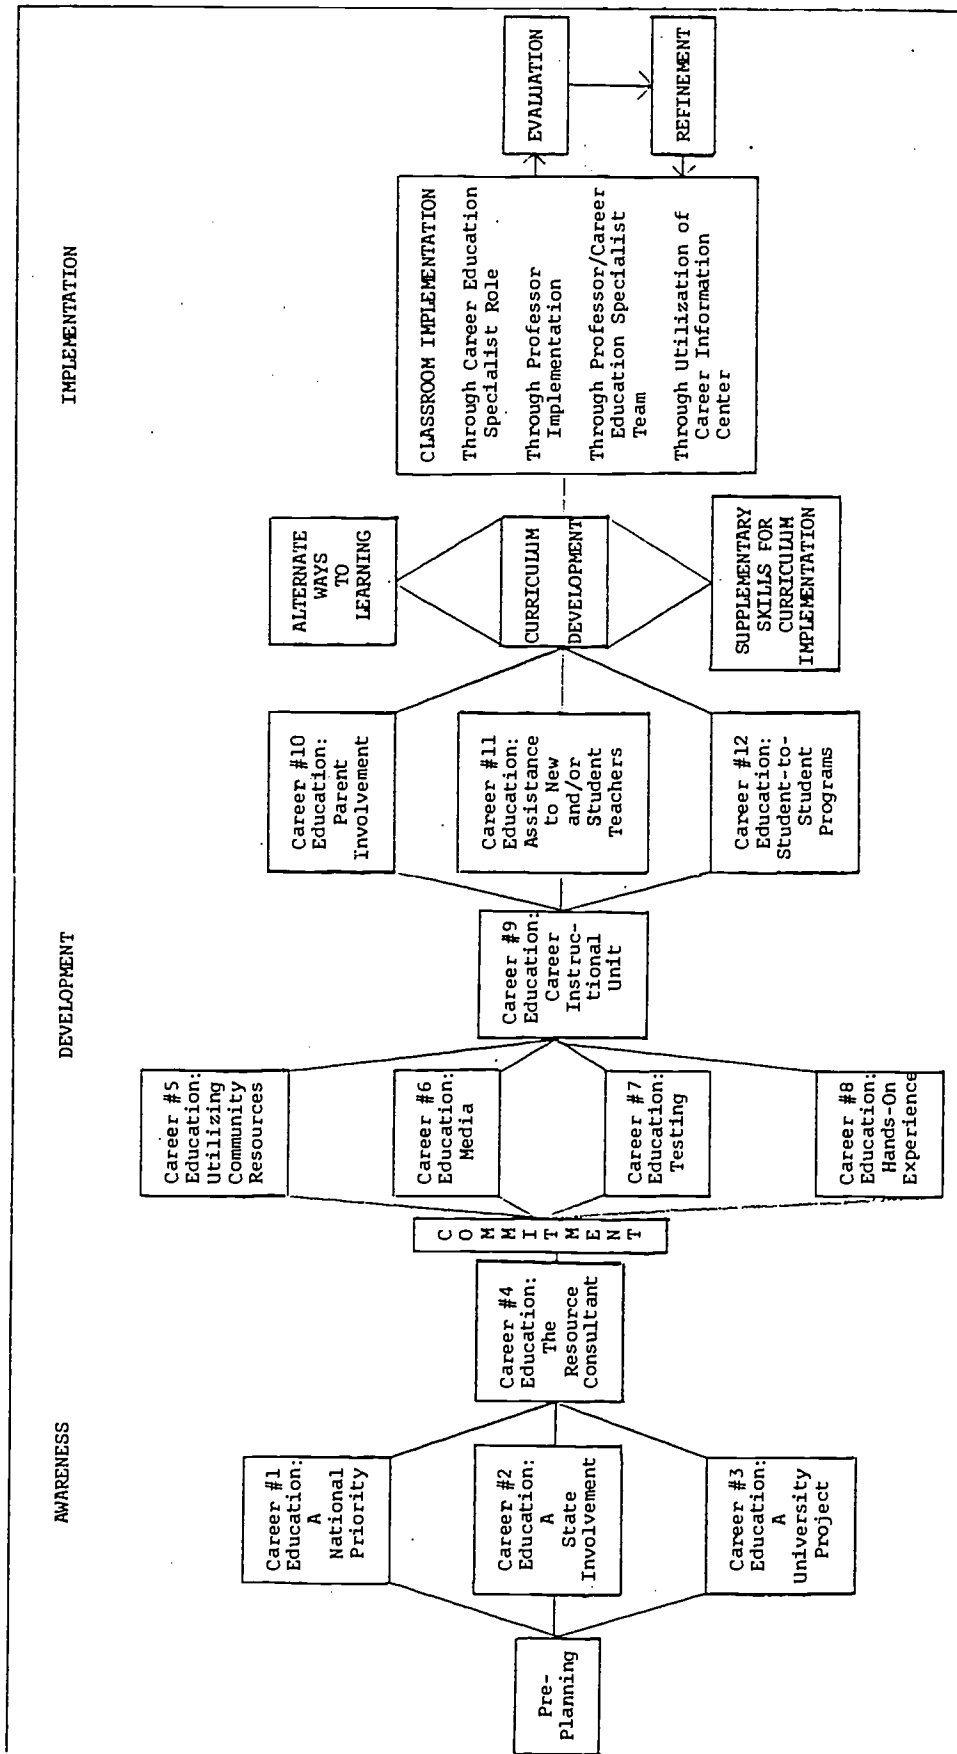 AWARENESS
DEVELOPMENT
IMPLEMENTATION
Pre-
Planning
Career #1
Education:
A
National
Priority
Career #2
Education:
A
State
Involvement
Career #3
Education:
A
University
Project
Career #4
Education:
The
Resource
Consultant
COMMITMENT
Career #5
Education:
Utilizing
Community
Resources
Career #6
Education:
Media
Career #7
Education:
Testing
Career #8
Education:
Hands-On
Experience
Career #9
Education:
Career
Instruc-
tional
Unit
Career #10
Education:
Parent
Involvement
Career #11
Education:
Assistance
to New
and/or
Student
Teachers
Career #12
Education:
Student-to-
Student
Programs
ALTERNATE
WAYS
TO
LEARNING
CURRICULUM
DEVELOPMENT
SUPPLEMENTARY
SKILLS FOR
CURRICULUM
IMPLEMENTATION
CLASSROOM IMPLEMENTATION
Through Career Education
Specialist Role
Through Professor
Implementation
Through Professor/Career
Education Specialist
Team
Through Utilization of
Career Information
Center
EVALUATION
REFINEMENT